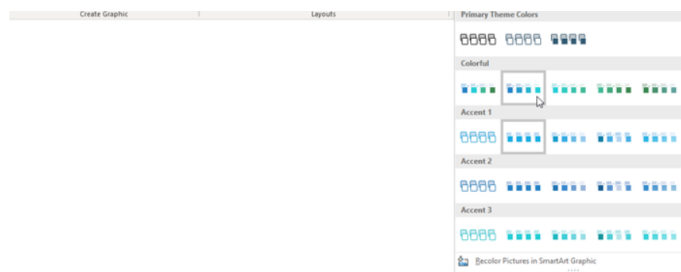 Create Graphic
Layouts
Primary Theme Colors
Colorful
Accent 1
Accent 2
Accent 3
Recolor Pictures in SmartArt Graphic